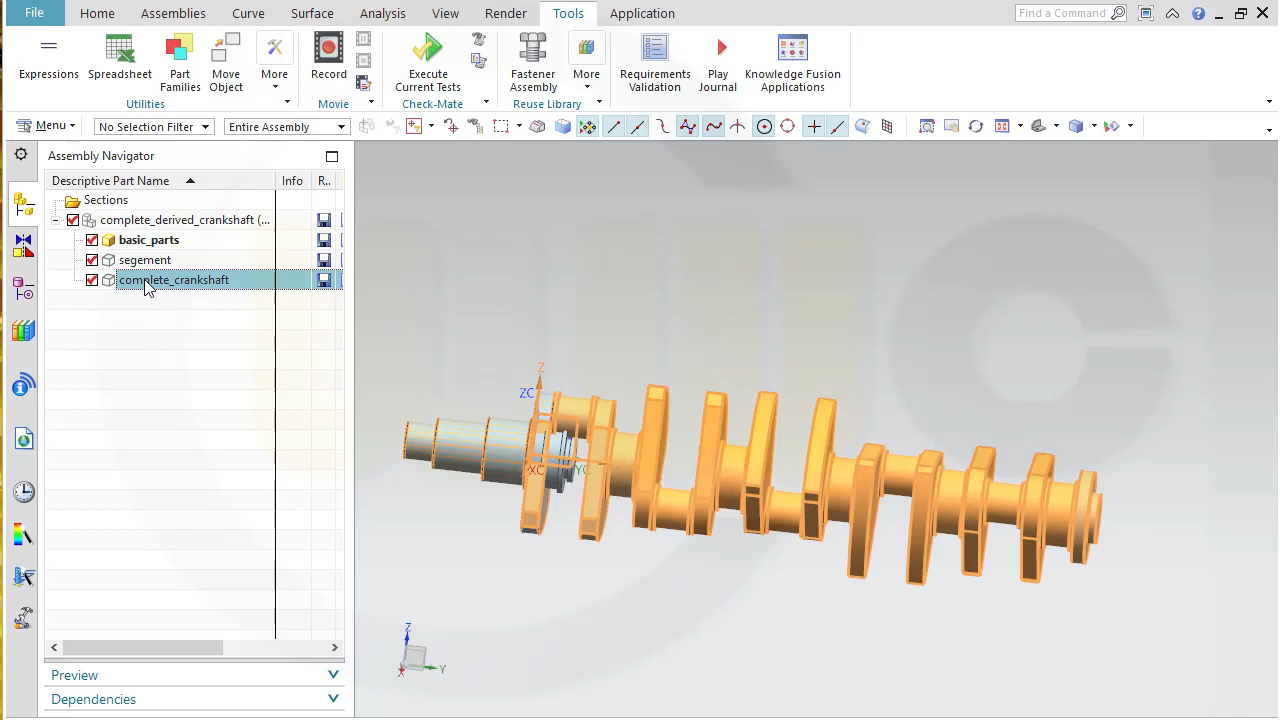 File Home Assemblies Curve Surface Analysis View Render Tools Application Find a Command
Expressions Spreadsheet Part Families Move Object More Record Execute Current Tests Fastener Assembly More Requirements Validation Play Journal Knowledge Fusion Applications
Utilities Movie Check-Mate Reuse Library
Menu No Selection Filter Entire Assembly
Assembly Navigator
Descriptive Part Name Info R..
Sections
complete_derived_crankshaft (...
basic_parts
segement
complete_crankshaft
Z
ZC
XC YC
Z
X Y
Preview
Dependencies